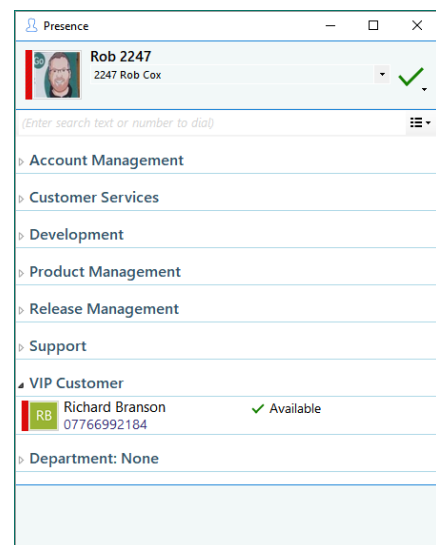 Presence
Go
Rob 2247
2247 Rob Cox
(Enter search text or number to dial)
Account Management
Customer Services
Development
Product Management
Release Management
Support
VIP Customer
RB
Richard Branson
Available
07766992184
Department: None